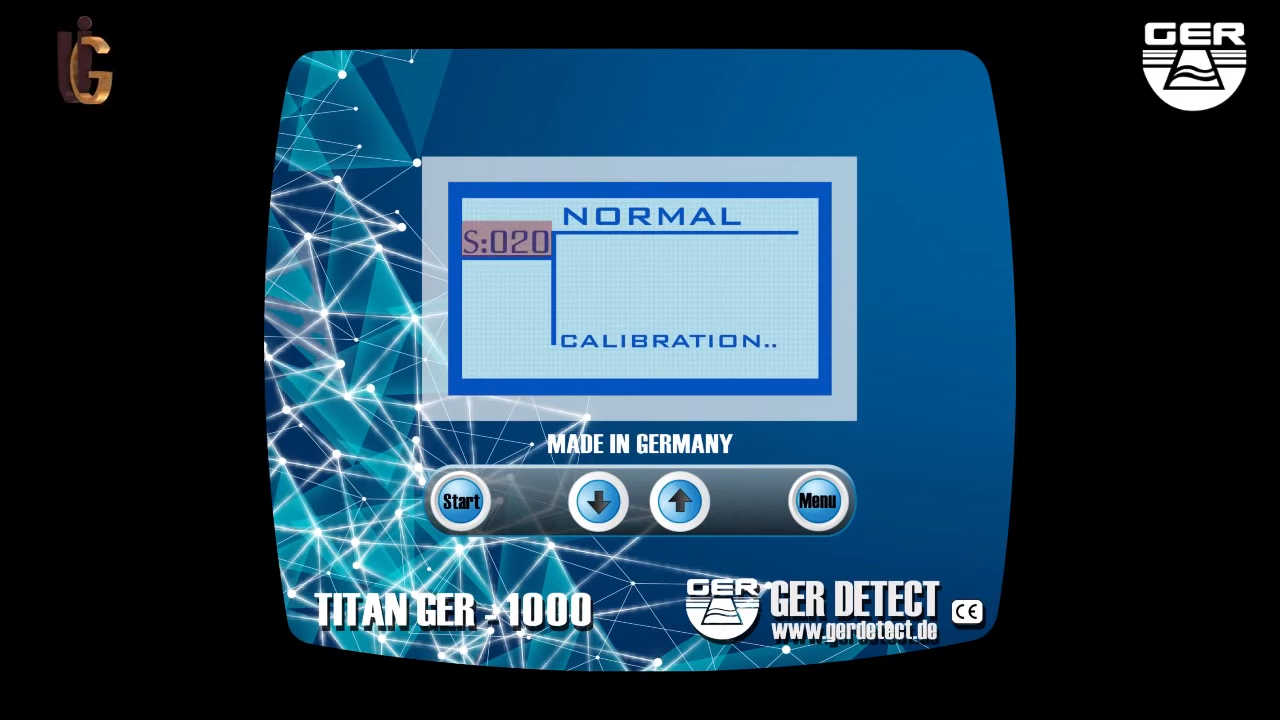 UG
GER
NORMAL
S:020
CALIBRATION..
MADE IN GERMANY
Start
Menu
TITAN GER - 1000
GER
GER DETECT
www.gerdetect.de
CE